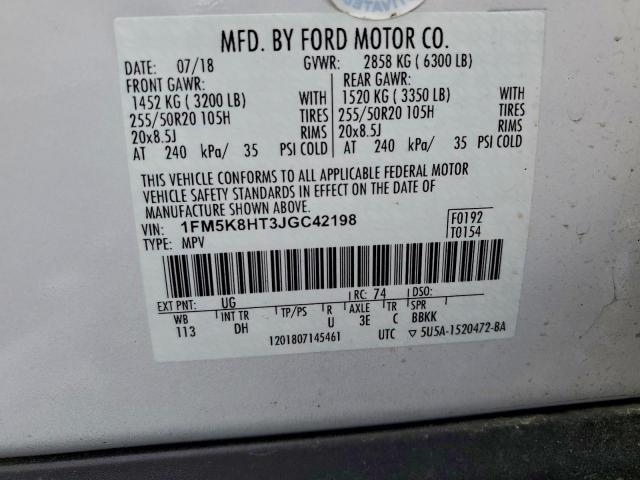 MFD. BY FORD MOTOR CO.
DATE: 07/18 GVWR: 2858 KG ( 6300 LB)
FRONT GAWR: REAR GAWR:
1452 KG ( 3200 LB) WITH 1520 KG ( 3350 LB) WITH
255/50R20 105H TIRES 255/50R20 105H TIRES
20x8.5J RIMS 20x8.5J RIMS
AT 240 kPa/ 35 PSI COLD AT 240 kPa/ 35 PSI COLD
THIS VEHICLE CONFORMS TO ALL APPLICABLE FEDERAL MOTOR
VEHICLE SAFETY STANDARDS IN EFFECT ON THE DATE OF
MANUFACTURE SHOWN ABOVE.
VIN: 1FM5K8HT3JGC42198 F0192
TYPE: MPV T0154
EXT PNT: UG RC: 74 DSO:
WB INT TR TP/PS R AXLE TR SPR
113 DH U 3E C BBKK
1201807145461 UTC ▽ 5U5A-1520472-BA